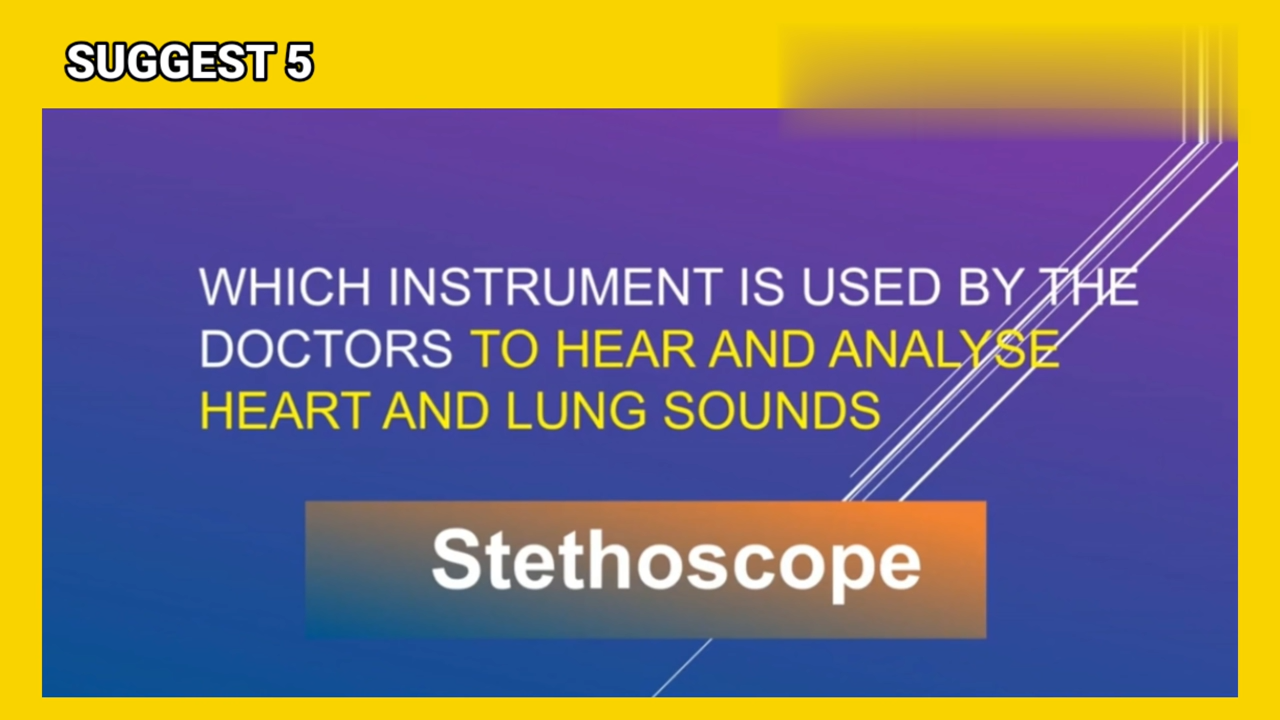 SUGGEST 5
WHICH INSTRUMENT IS USED BY THE
DOCTORS TO HEAR AND ANALYSE
HEART AND LUNG SOUNDS
Stethoscope